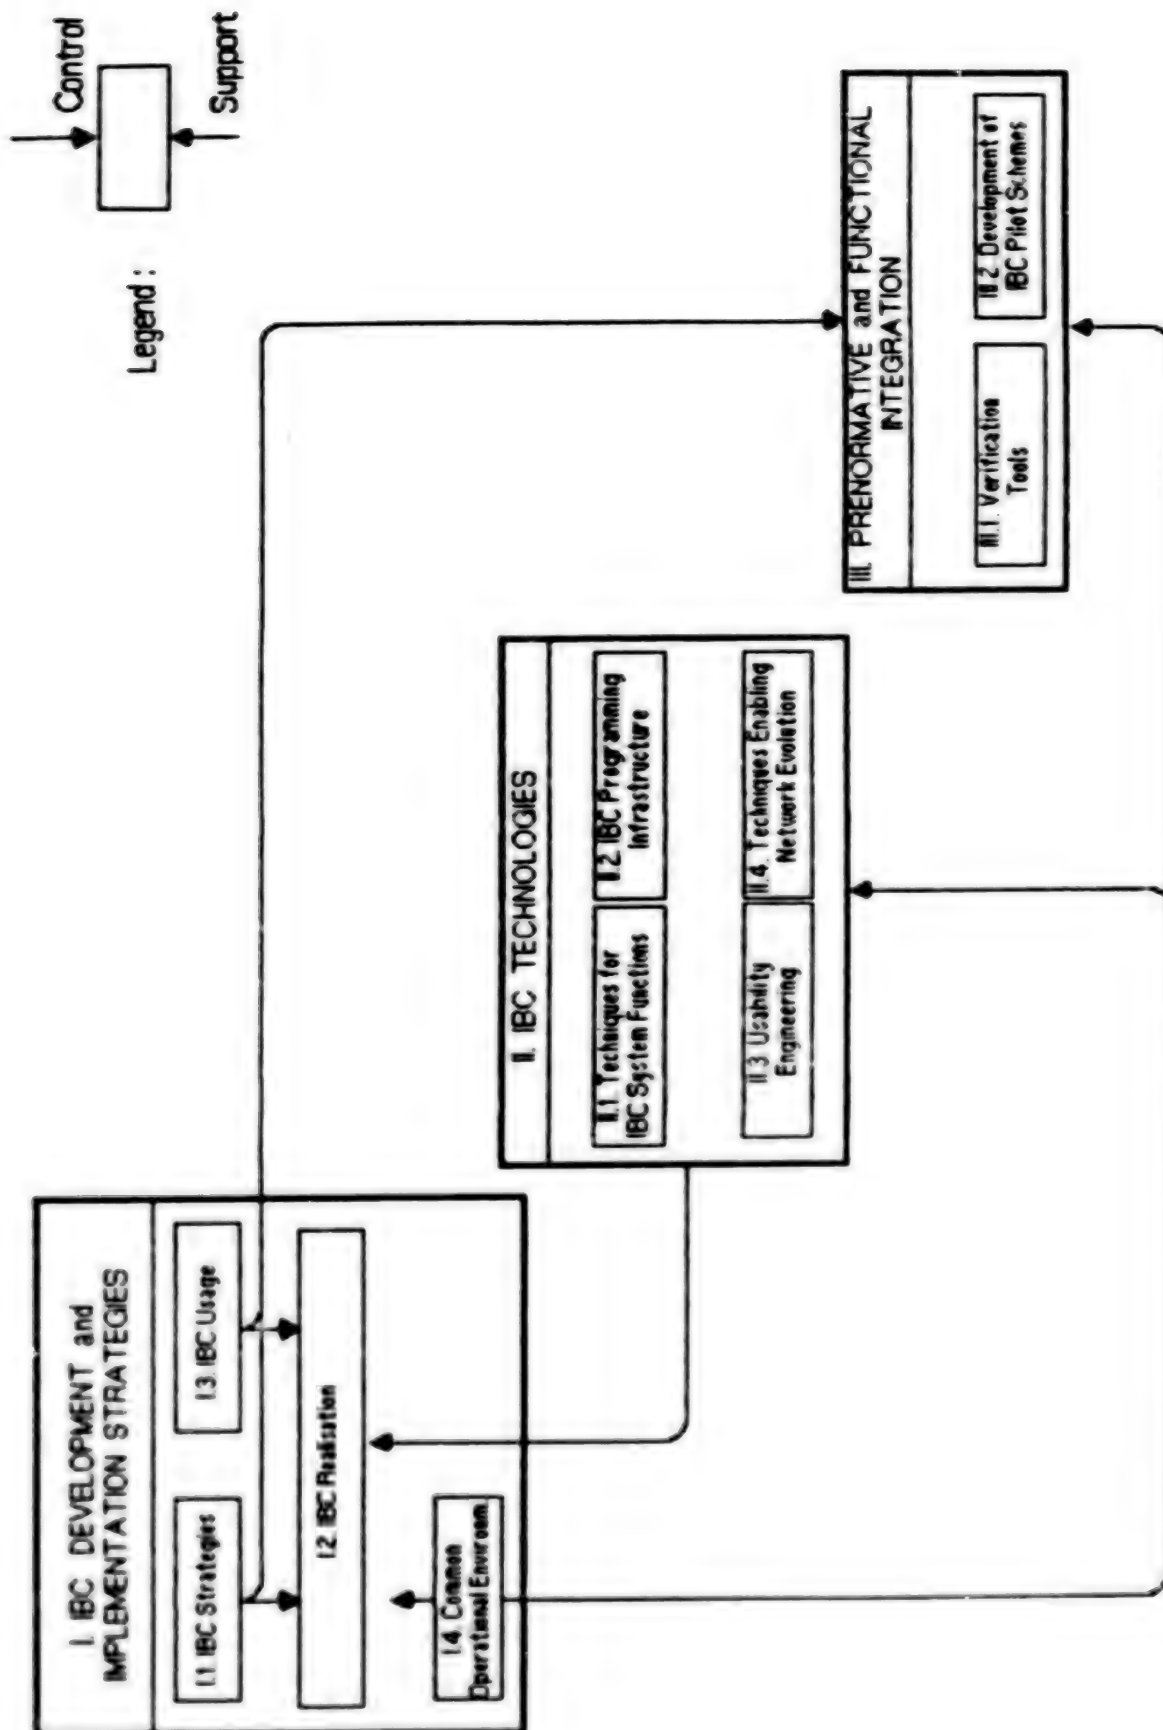 I. IBC DEVELOPMENT and
IMPLEMENTATION STRATEGIES
I.1. IBC Strategies
I.3. IBC Usage
I.2. IBC Realisation
I.4. Common
Operational Environm.
II. IBC TECHNOLOGIES
II.1. Techniques for
IBC System Functions
II.2. IBC Programming
Infrastructure
II.3 Usability
Engineering
II.4. Techniques Enabling
Network Evolution
III. PRENORMATIVE and FUNCTIONAL
INTEGRATION
III.1. Verification
Tools
III.2. Development of
IBC Pilot Schemes
Legend :
Control
Support